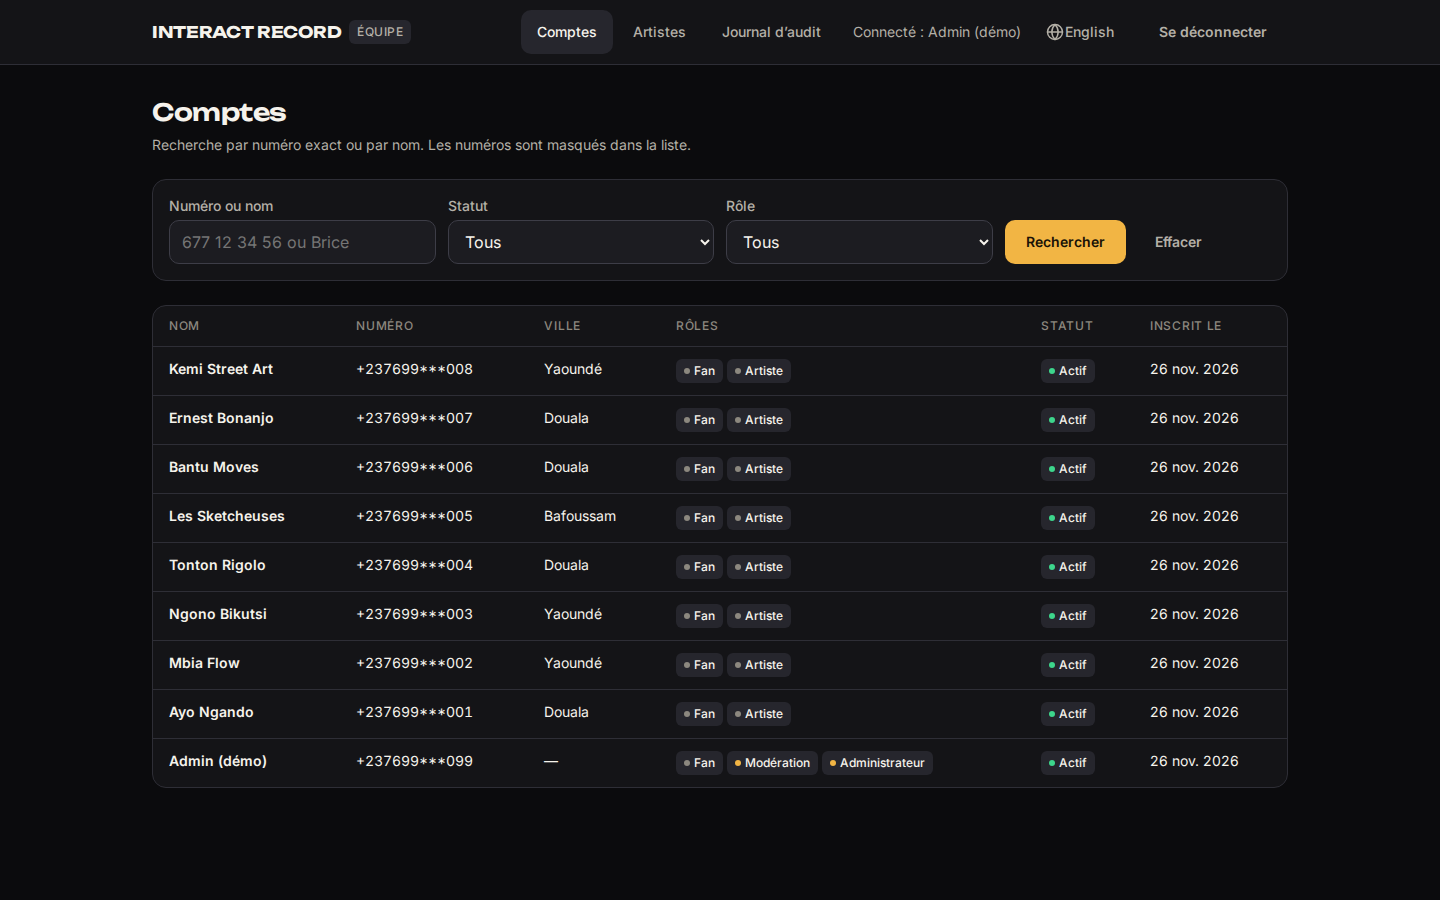 INTERACT RECORD ÉQUIPE Comptes Artistes Journal d'audit Connecté : Admin (démo) English Se déconnecter
Comptes
Recherche par numéro exact ou par nom. Les numéros sont masqués dans la liste.
Numéro ou nom Statut Rôle
677 12 34 56 ou Brice Tous Tous Rechercher Effacer
NOM NUMÉRO VILLE RÔLES STATUT INSCRIT LE
Kemi Street Art +237699***008 Yaoundé Fan Artiste Actif 26 nov. 2026
Ernest Bonanjo +237699***007 Douala Fan Artiste Actif 26 nov. 2026
Bantu Moves +237699***006 Douala Fan Artiste Actif 26 nov. 2026
Les Sketcheuses +237699***005 Bafoussam Fan Artiste Actif 26 nov. 2026
Tonton Rigolo +237699***004 Douala Fan Artiste Actif 26 nov. 2026
Ngono Bikutsi +237699***003 Yaoundé Fan Artiste Actif 26 nov. 2026
Mbia Flow +237699***002 Yaoundé Fan Artiste Actif 26 nov. 2026
Ayo Ngando +237699***001 Douala Fan Artiste Actif 26 nov. 2026
Admin (démo) +237699***099 — Fan Modération Administrateur Actif 26 nov. 2026